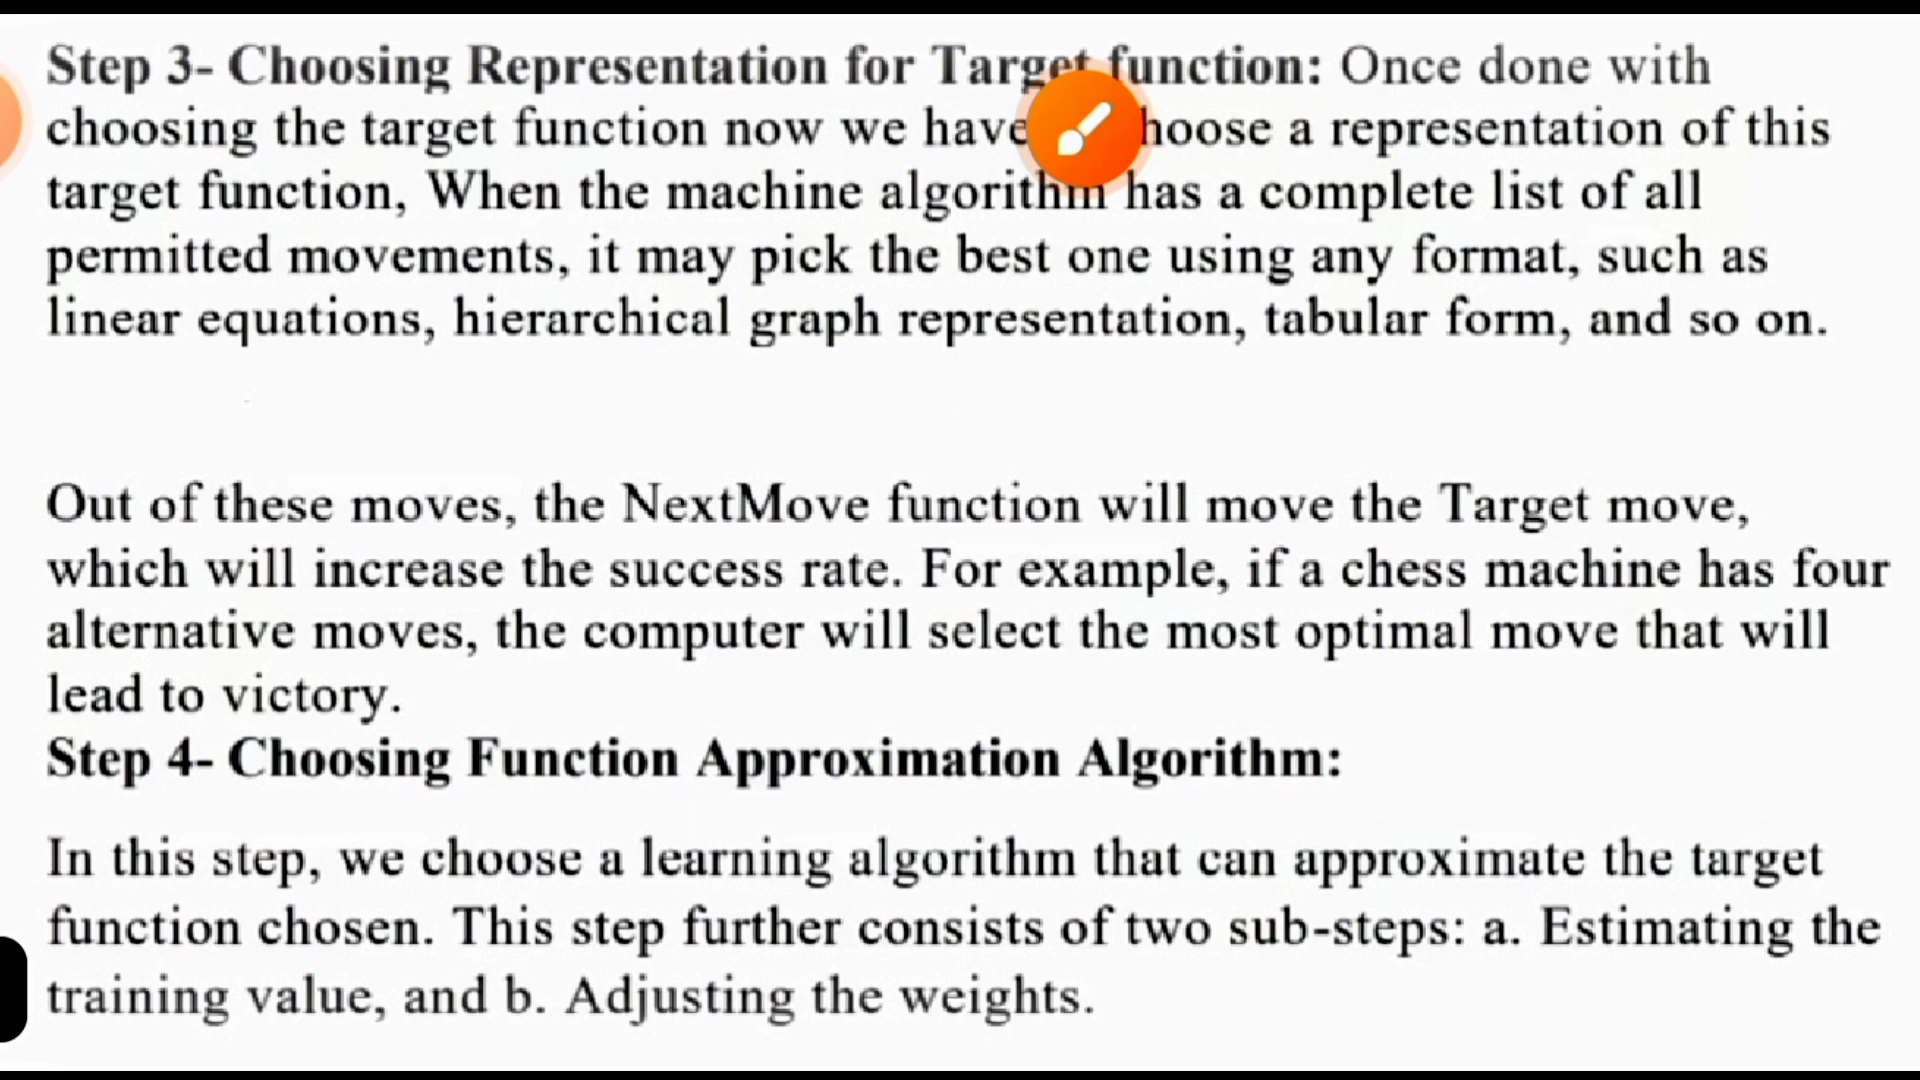 Step 3- Choosing Representation for Target function: Once done with
choosing the target function now we have hoose a representation of this
target function, When the machine algorithm has a complete list of all
permitted movements, it may pick the best one using any format, such as
linear equations, hierarchical graph representation, tabular form, and so on.
Out of these moves, the NextMove function will move the Target move,
which will increase the success rate. For example, if a chess machine has four
alternative moves, the computer will select the most optimal move that will
lead to victory.
Step 4- Choosing Function Approximation Algorithm:
In this step, we choose a learning algorithm that can approximate the target
function chosen. This step further consists of two sub-steps: a. Estimating the
training value, and b. Adjusting the weights.